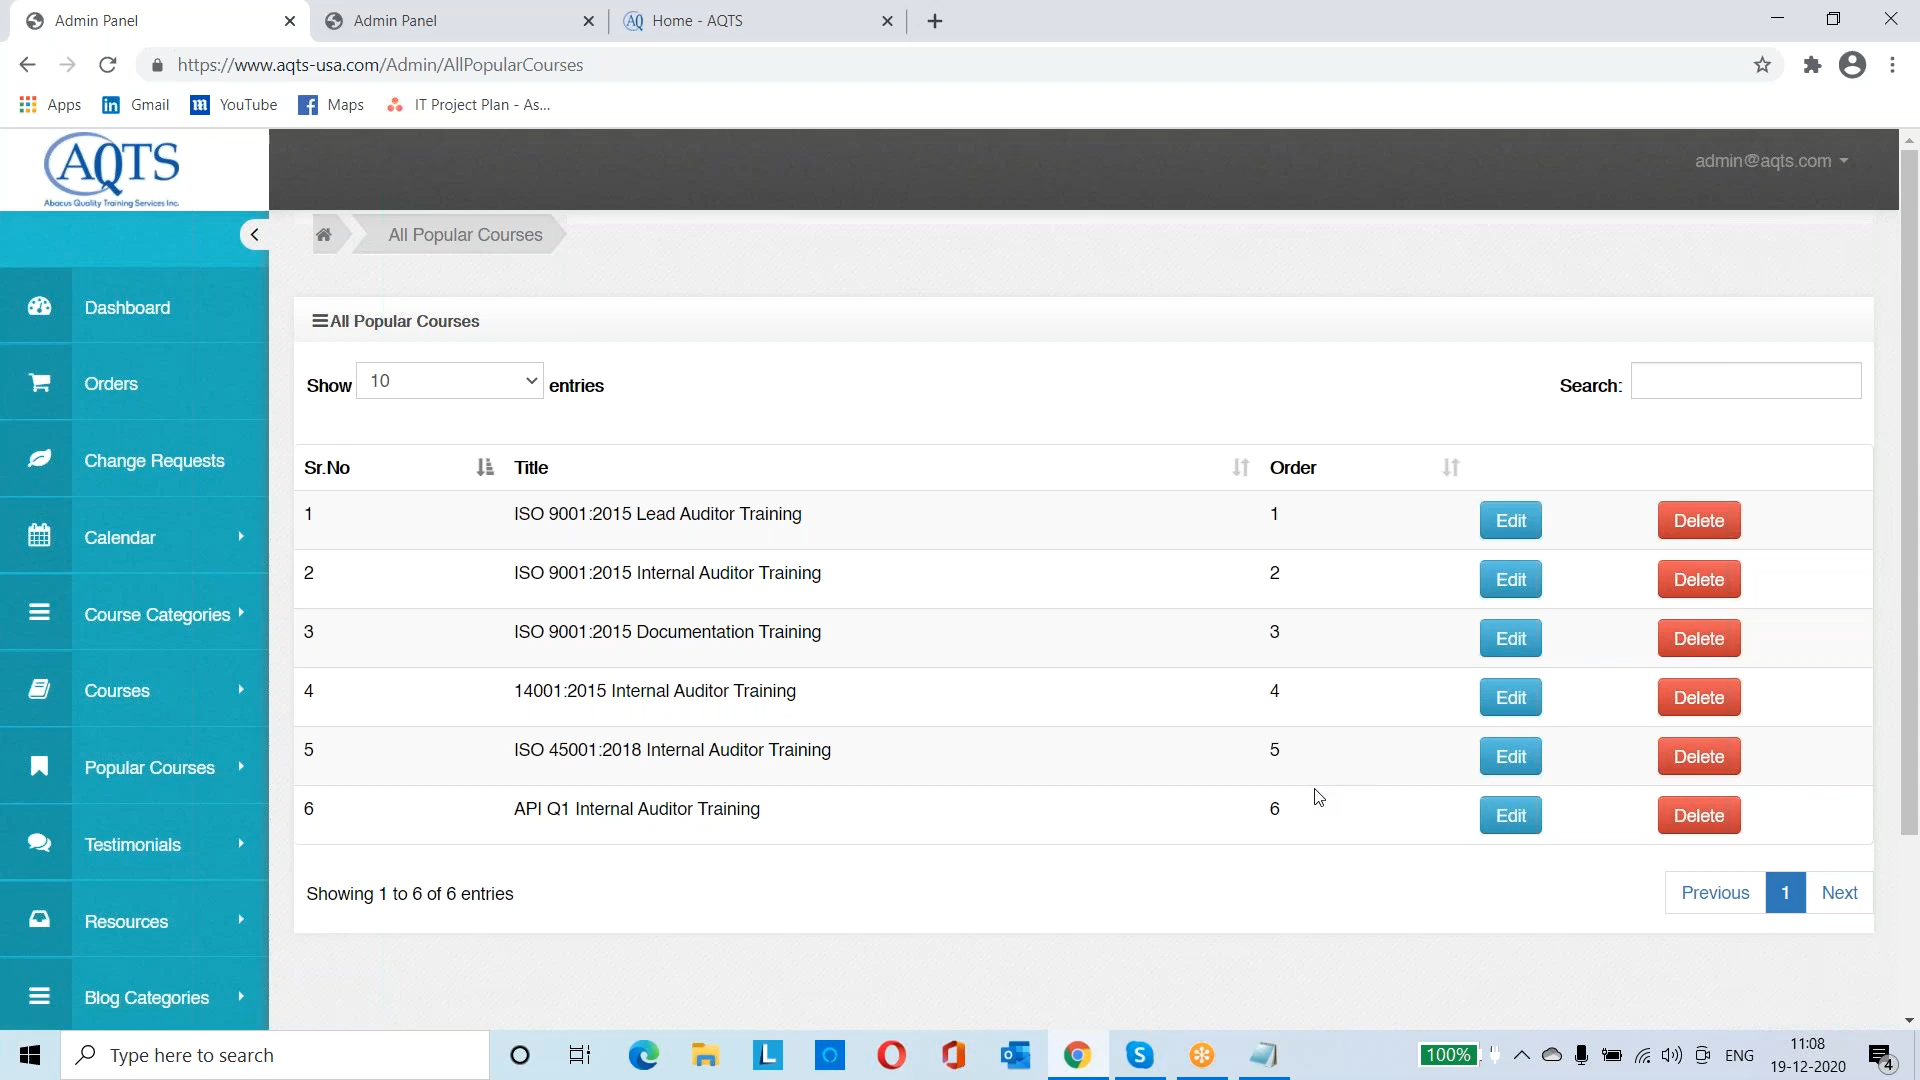 Admin Panel
Admin Panel
AQ Home - AQTS
https://www.aqts-usa.com/Admin/AllPopularCourses
Apps
in Gmail
m YouTube
f Maps
IT Project Plan - As...
AQTS
Abacus Quality Training Services Inc.
admin@aqts.com
All Popular Courses
Dashboard
Orders
Change Requests
Calendar
Course Categories
Courses
Popular Courses
Testimonials
Resources
Blog Categories
All Popular Courses
Show 10 entries
Search:
Sr.No Title Order
1 ISO 9001:2015 Lead Auditor Training 1 Edit Delete
2 ISO 9001:2015 Internal Auditor Training 2 Edit Delete
3 ISO 9001:2015 Documentation Training 3 Edit Delete
4 14001:2015 Internal Auditor Training 4 Edit Delete
5 ISO 45001:2018 Internal Auditor Training 5 Edit Delete
6 API Q1 Internal Auditor Training 6 Edit Delete
Showing 1 to 6 of 6 entries
Previous 1 Next
Type here to search
L
S
100%
ENG
11:08
19-12-2020
4